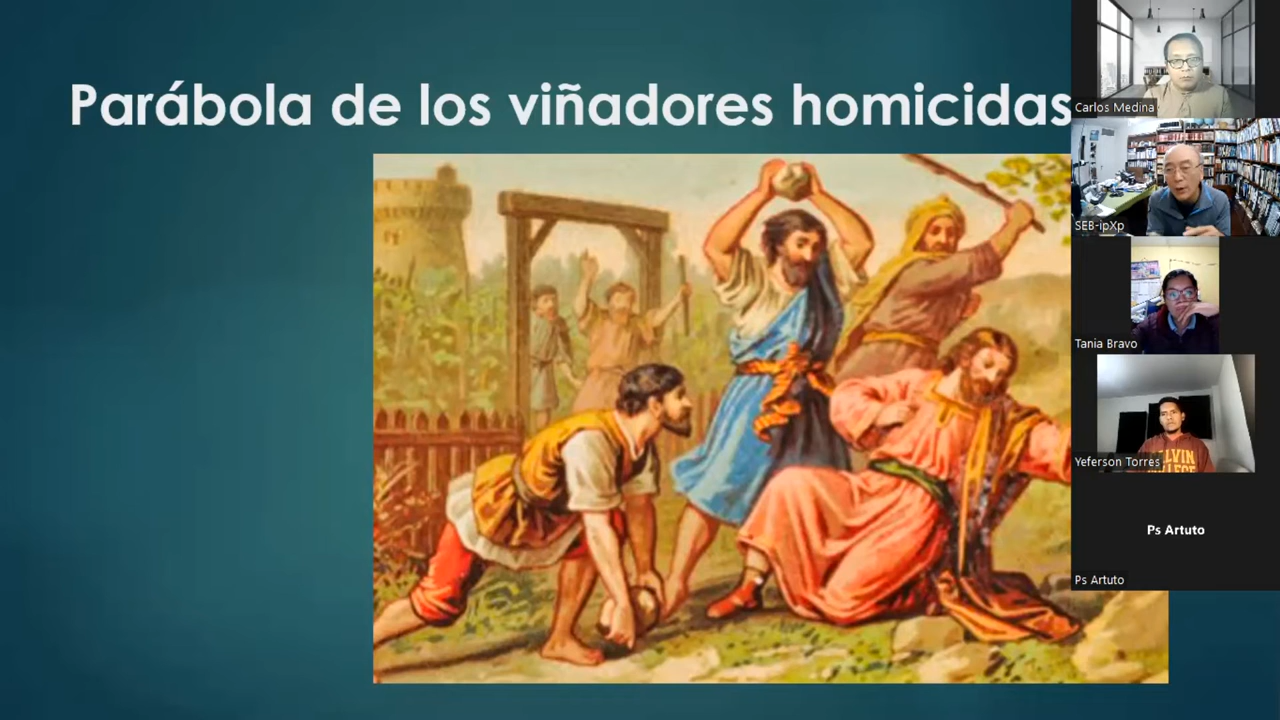 Parábola de los viñadores homicidas
Carlos Medina
SEB-ipXp
Tania Bravo
Yeferson Torres
Ps Artuto
Ps Artuto